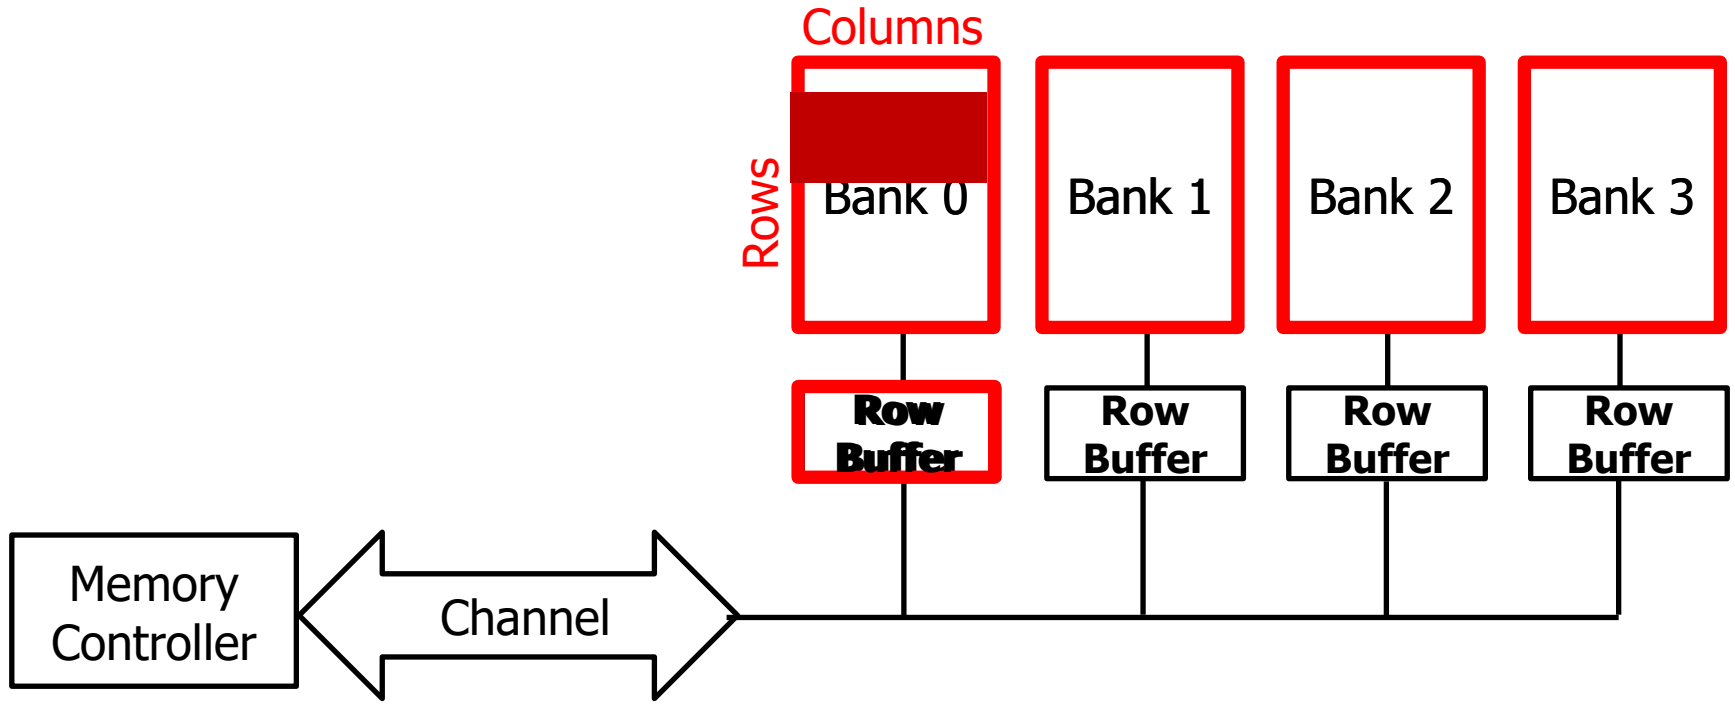 Columns
Rows
Bank 0
Bank 1
Bank 2
Bank 3
Row
Buffer
Row
Buffer
Row
Buffer
Row
Buffer
Memory
Controller
Channel